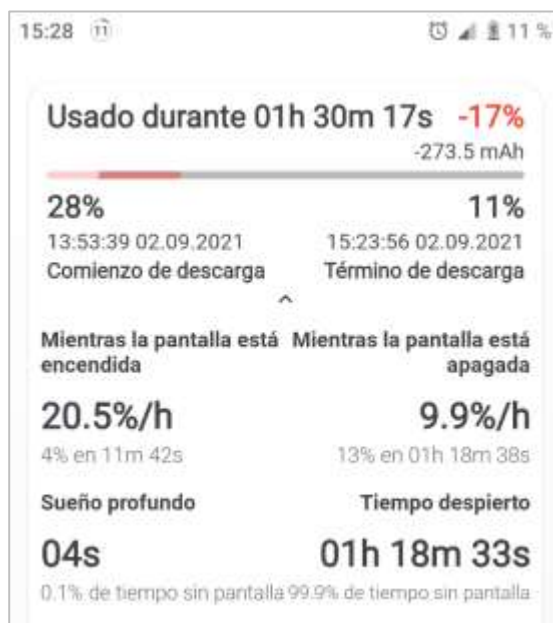 15:28 11 11 %
Usado durante 01h 30m 17s -17%
-273.5 mAh
28% 11%
13:53:39 02.09.2021 15:23:56 02.09.2021
Comienzo de descarga Término de descarga
Mientras la pantalla está encendida
Mientras la pantalla está apagada
20.5%/h 9.9%/h
4% en 11m 42s 13% en 01h 18m 38s
Sueño profundo Tiempo despierto
04s 01h 18m 33s
0.1% de tiempo sin pantalla 99.9% de tiempo sin pantalla